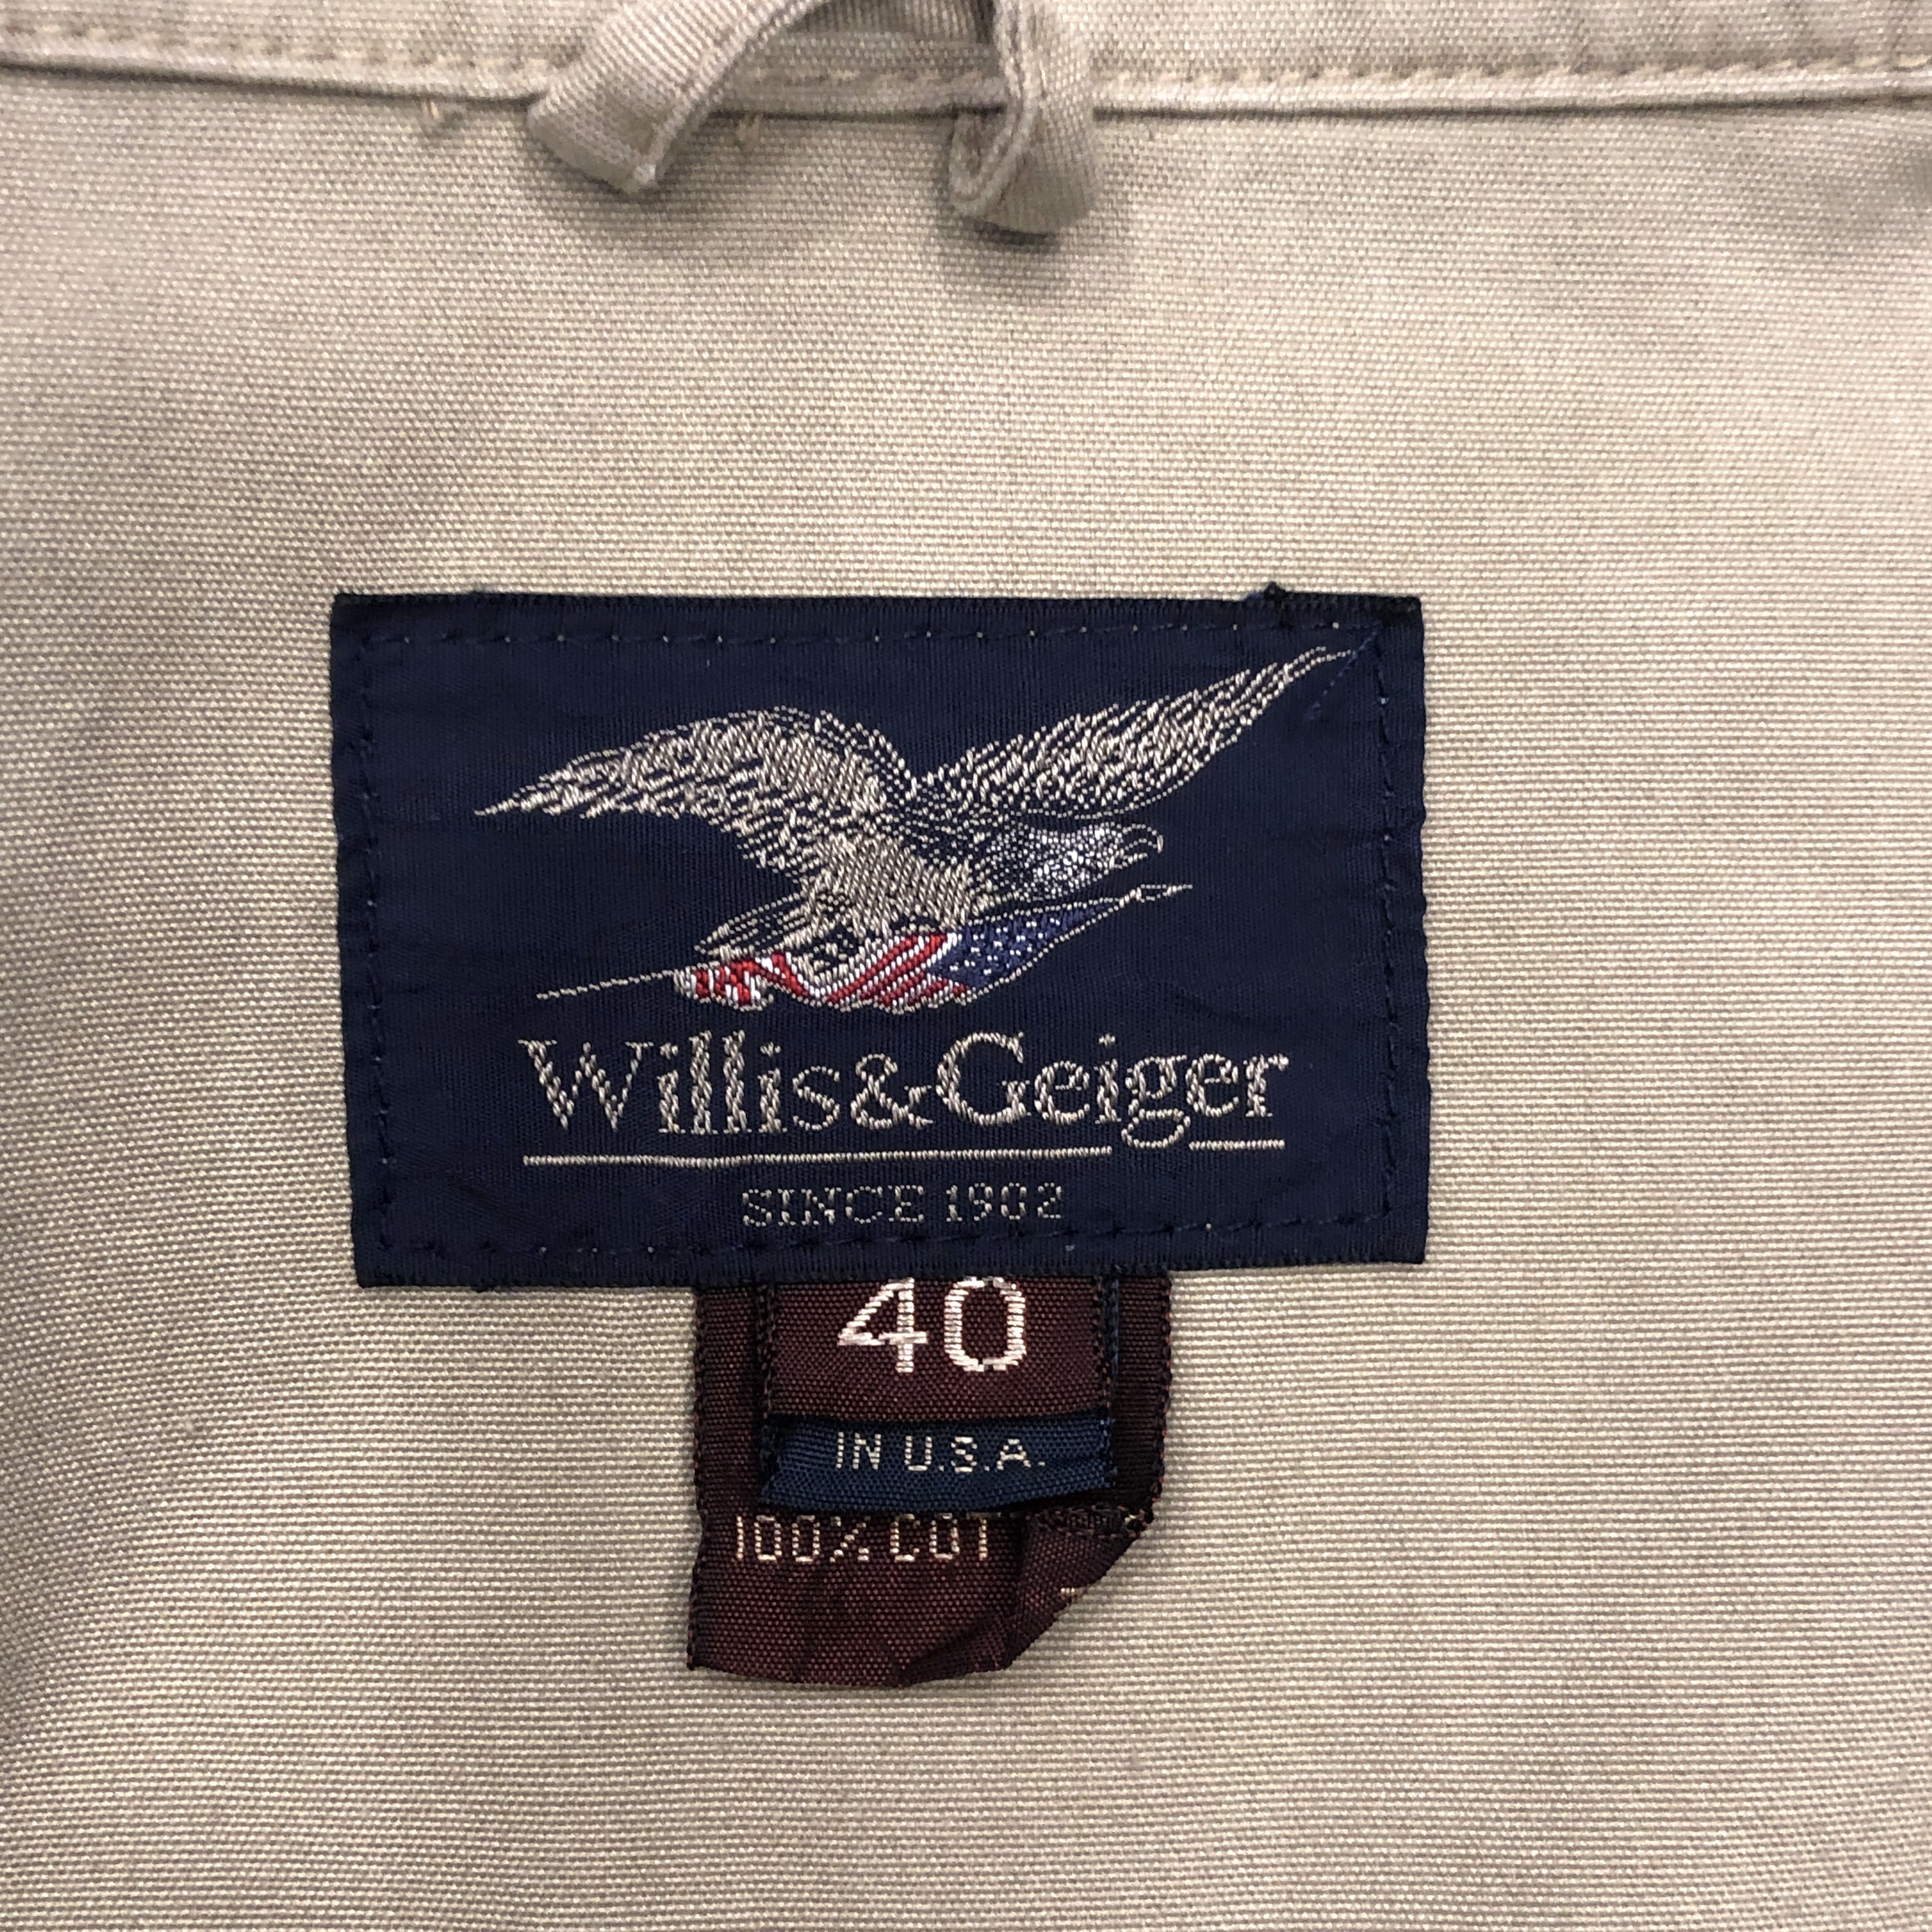 Willis & Geiger
SINCE 1902
40
IN U.S.A.
100% COT